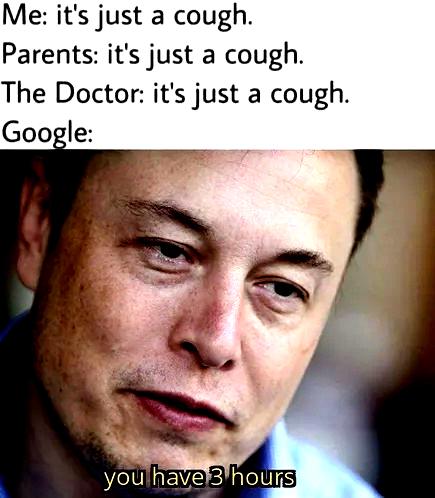 Me: it's just a cough.
Parents: it's just a cough.
The Doctor: it's just a cough.
Google:
you have 3 hours